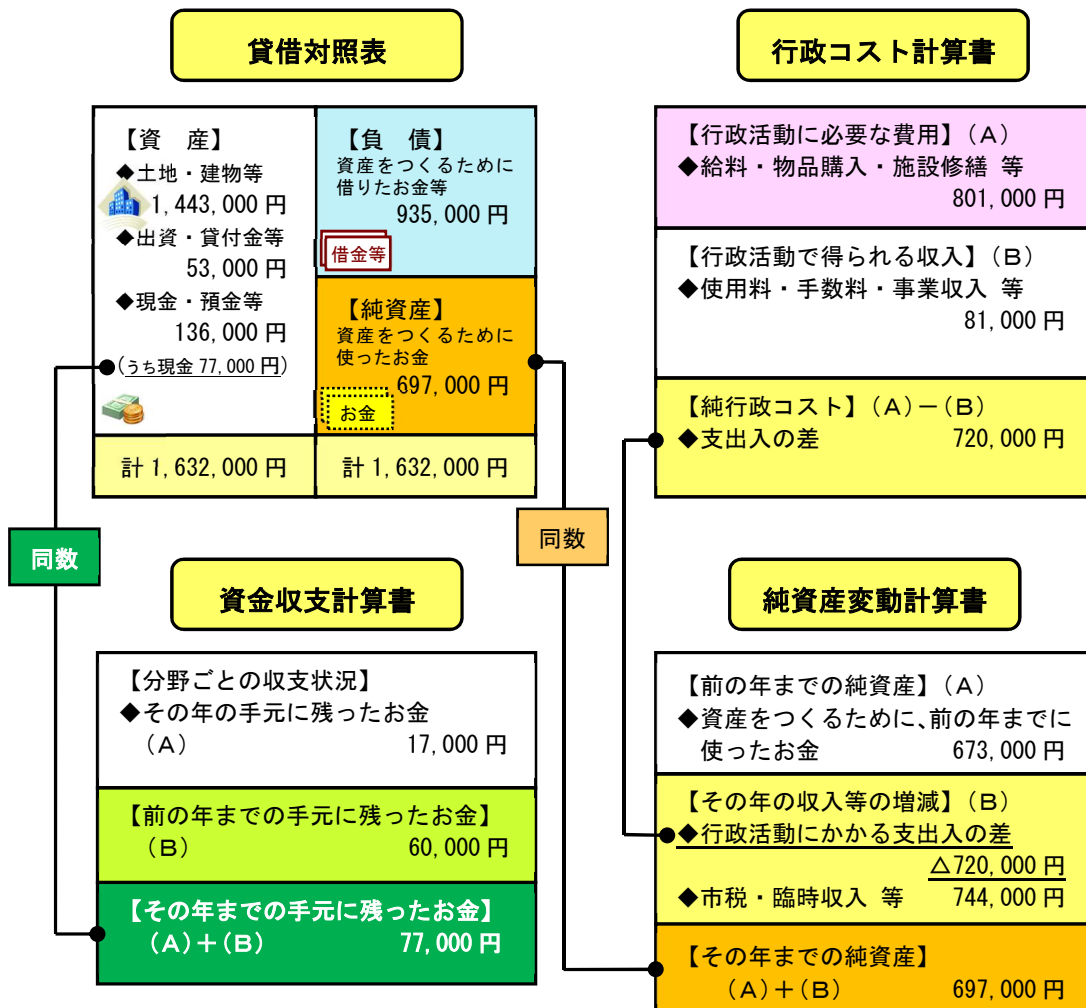 貸借対照表
【資　産】
◆土地・建物等
1,443,000 円
◆出資・貸付金等
53,000 円
◆現金・預金等
136,000 円
(うち現金 77,000 円)
計 1,632,000 円
【負　債】
資産をつくるために
借りたお金等
935,000 円
借金等
【純資産】
資産をつくるために
使ったお金
697,000 円
お金
計 1,632,000 円
行政コスト計算書
【行政活動に必要な費用】(A)
◆給料・物品購入・施設修繕 等
801,000 円
【行政活動で得られる収入】(B)
◆使用料・手数料・事業収入 等
81,000 円
【純行政コスト】(A)－(B)
◆支出入の差 720,000 円
同数
同数
資金収支計算書
【分野ごとの収支状況】
◆その年の手元に残ったお金
(A) 17,000 円
【前の年までの手元に残ったお金】
(B) 60,000 円
【その年までの手元に残ったお金】
(A)＋(B) 77,000 円
純資産変動計算書
【前の年までの純資産】(A)
◆資産をつくるために、前の年までに
使ったお金 673,000 円
【その年の収入等の増減】(B)
◆行政活動にかかる支出入の差
△720,000 円
◆市税・臨時収入 等 744,000 円
【その年までの純資産】
(A)＋(B) 697,000 円